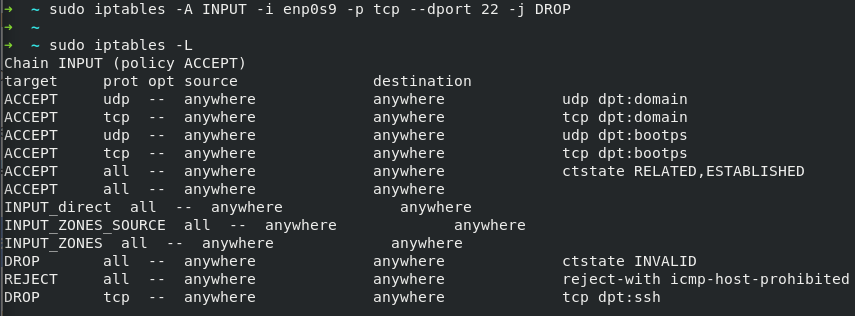 ➜ ~ sudo iptables -A INPUT -i enp0s9 -p tcp --dport 22 -j DROP
➜ ~
➜ ~ sudo iptables -L
Chain INPUT (policy ACCEPT)
target     prot opt source               destination
ACCEPT     udp  --  anywhere             anywhere             udp dpt:domain
ACCEPT     tcp  --  anywhere             anywhere             tcp dpt:domain
ACCEPT     udp  --  anywhere             anywhere             udp dpt:bootps
ACCEPT     tcp  --  anywhere             anywhere             tcp dpt:bootps
ACCEPT     all  --  anywhere             anywhere             ctstate RELATED,ESTABLISHED
ACCEPT     all  --  anywhere             anywhere
INPUT_direct  all  --  anywhere             anywhere
INPUT_ZONES_SOURCE  all  --  anywhere             anywhere
INPUT_ZONES  all  --  anywhere             anywhere
DROP       all  --  anywhere             anywhere             ctstate INVALID
REJECT     all  --  anywhere             anywhere             reject-with icmp-host-prohibited
DROP       tcp  --  anywhere             anywhere             tcp dpt:ssh